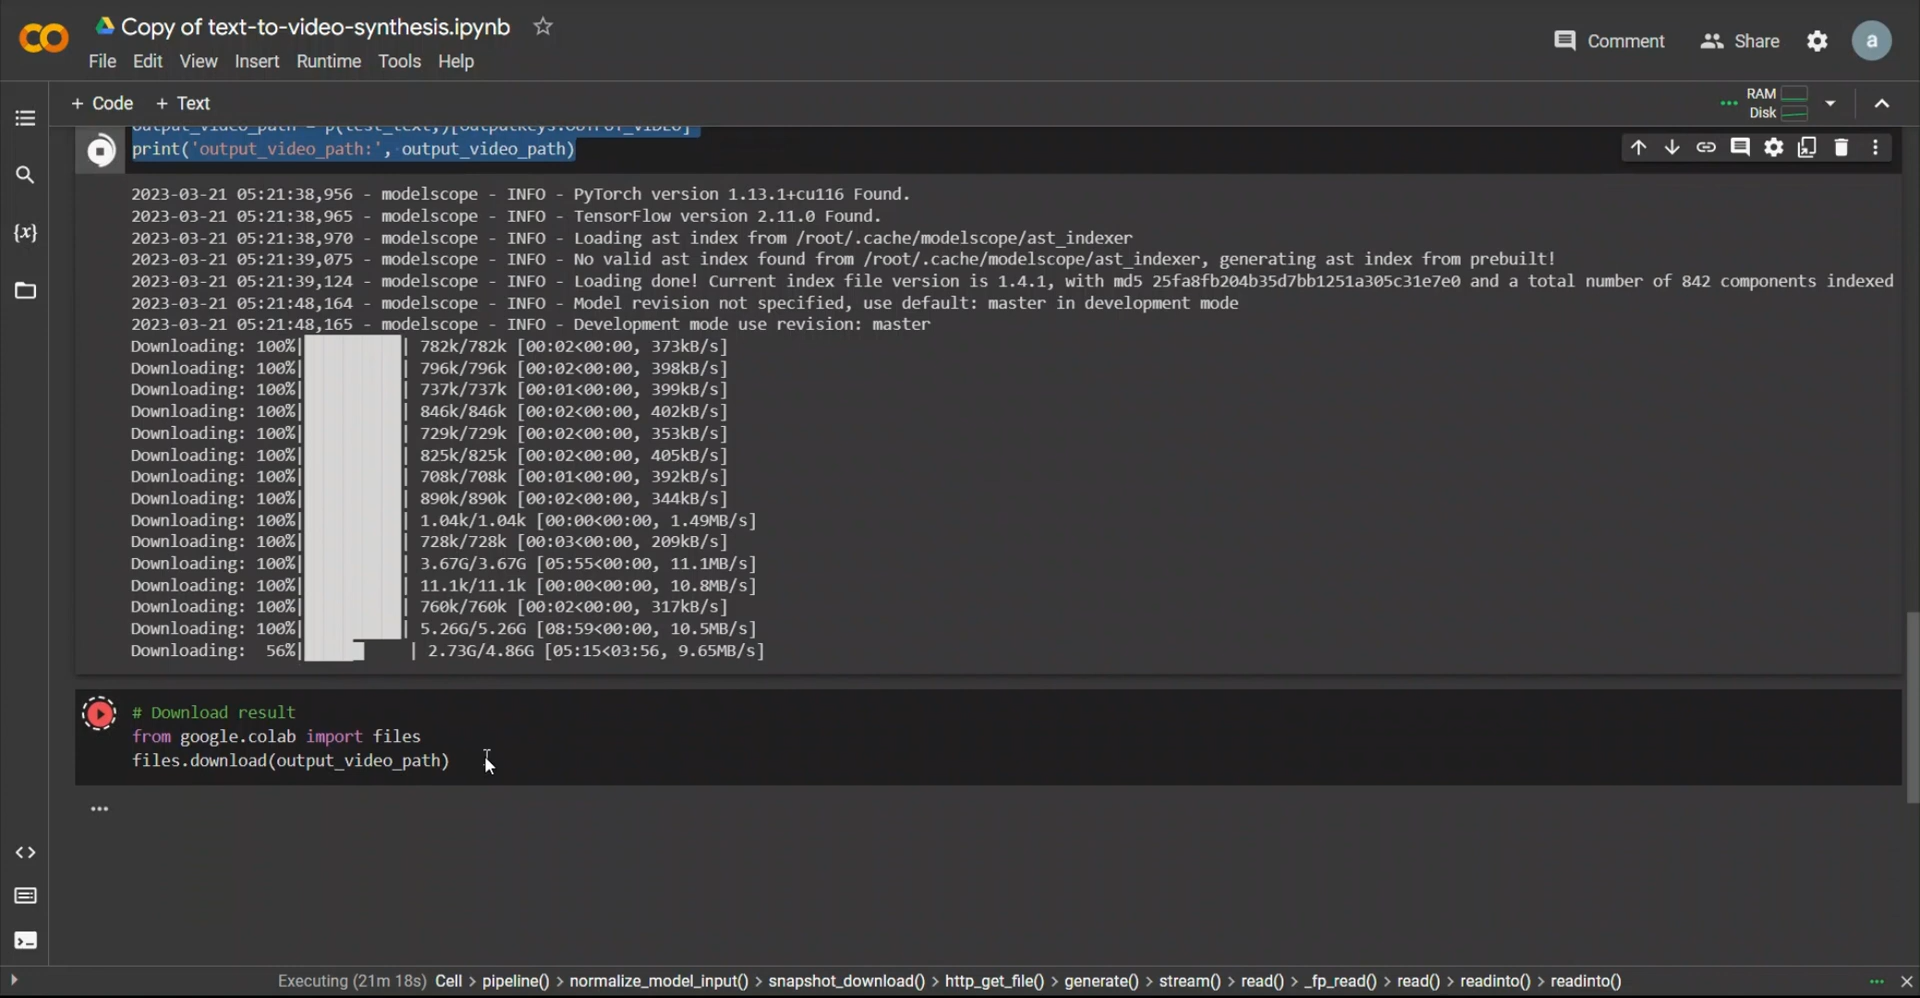 Copy of text-to-video-synthesis.ipynb
Comment
Share
a
File Edit View Insert Runtime Tools Help
+ Code + Text
RAM
Disk
output_video_path = p(test_text,)[OutputKeys.OUTPUT_VIDEO]
print('output_video_path:', output_video_path)
2023-03-21 05:21:38,956 - modelscope - INFO - PyTorch version 1.13.1+cu116 Found.
2023-03-21 05:21:38,965 - modelscope - INFO - TensorFlow version 2.11.0 Found.
2023-03-21 05:21:38,970 - modelscope - INFO - Loading ast index from /root/.cache/modelscope/ast_indexer
2023-03-21 05:21:39,075 - modelscope - INFO - No valid ast index found from /root/.cache/modelscope/ast_indexer, generating ast index from prebuilt!
2023-03-21 05:21:39,124 - modelscope - INFO - Loading done! Current index file version is 1.4.1, with md5 25fa8fb204b35d7bb1251a305c31e7e0 and a total number of 842 components indexed
2023-03-21 05:21:48,164 - modelscope - INFO - Model revision not specified, use default: master in development mode
2023-03-21 05:21:48,165 - modelscope - INFO - Development mode use revision: master
Downloading: 100%| | 782k/782k [00:02<00:00, 373kB/s]
Downloading: 100%| | 796k/796k [00:02<00:00, 398kB/s]
Downloading: 100%| | 737k/737k [00:01<00:00, 399kB/s]
Downloading: 100%| | 846k/846k [00:02<00:00, 402kB/s]
Downloading: 100%| | 729k/729k [00:02<00:00, 353kB/s]
Downloading: 100%| | 825k/825k [00:02<00:00, 405kB/s]
Downloading: 100%| | 708k/708k [00:01<00:00, 392kB/s]
Downloading: 100%| | 890k/890k [00:02<00:00, 344kB/s]
Downloading: 100%| | 1.04k/1.04k [00:00<00:00, 1.49MB/s]
Downloading: 100%| | 728k/728k [00:03<00:00, 209kB/s]
Downloading: 100%| | 3.67G/3.67G [05:55<00:00, 11.1MB/s]
Downloading: 100%| | 11.1k/11.1k [00:00<00:00, 10.8MB/s]
Downloading: 100%| | 760k/760k [00:02<00:00, 317kB/s]
Downloading: 100%| | 5.26G/5.26G [08:59<00:00, 10.5MB/s]
Downloading: 56%| | 2.73G/4.86G [05:15<03:56, 9.65MB/s]
# Download result
from google.colab import files
files.download(output_video_path)
Executing (21m 18s) Cell > pipeline() > normalize_model_input() > snapshot_download() > http_get_file() > generate() > stream() > read() > _fp_read() > read() > readinto() > readinto()